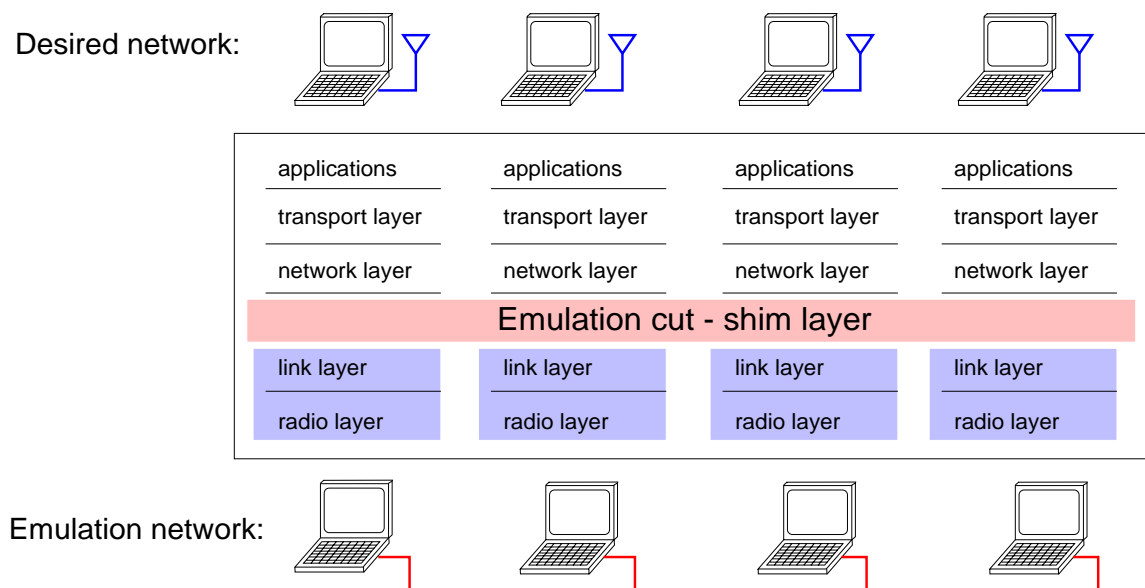 Desired network:
applications applications applications applications
transport layer transport layer transport layer transport layer
network layer network layer network layer network layer
Emulation cut - shim layer
link layer link layer link layer link layer
radio layer radio layer radio layer radio layer
Emulation network: